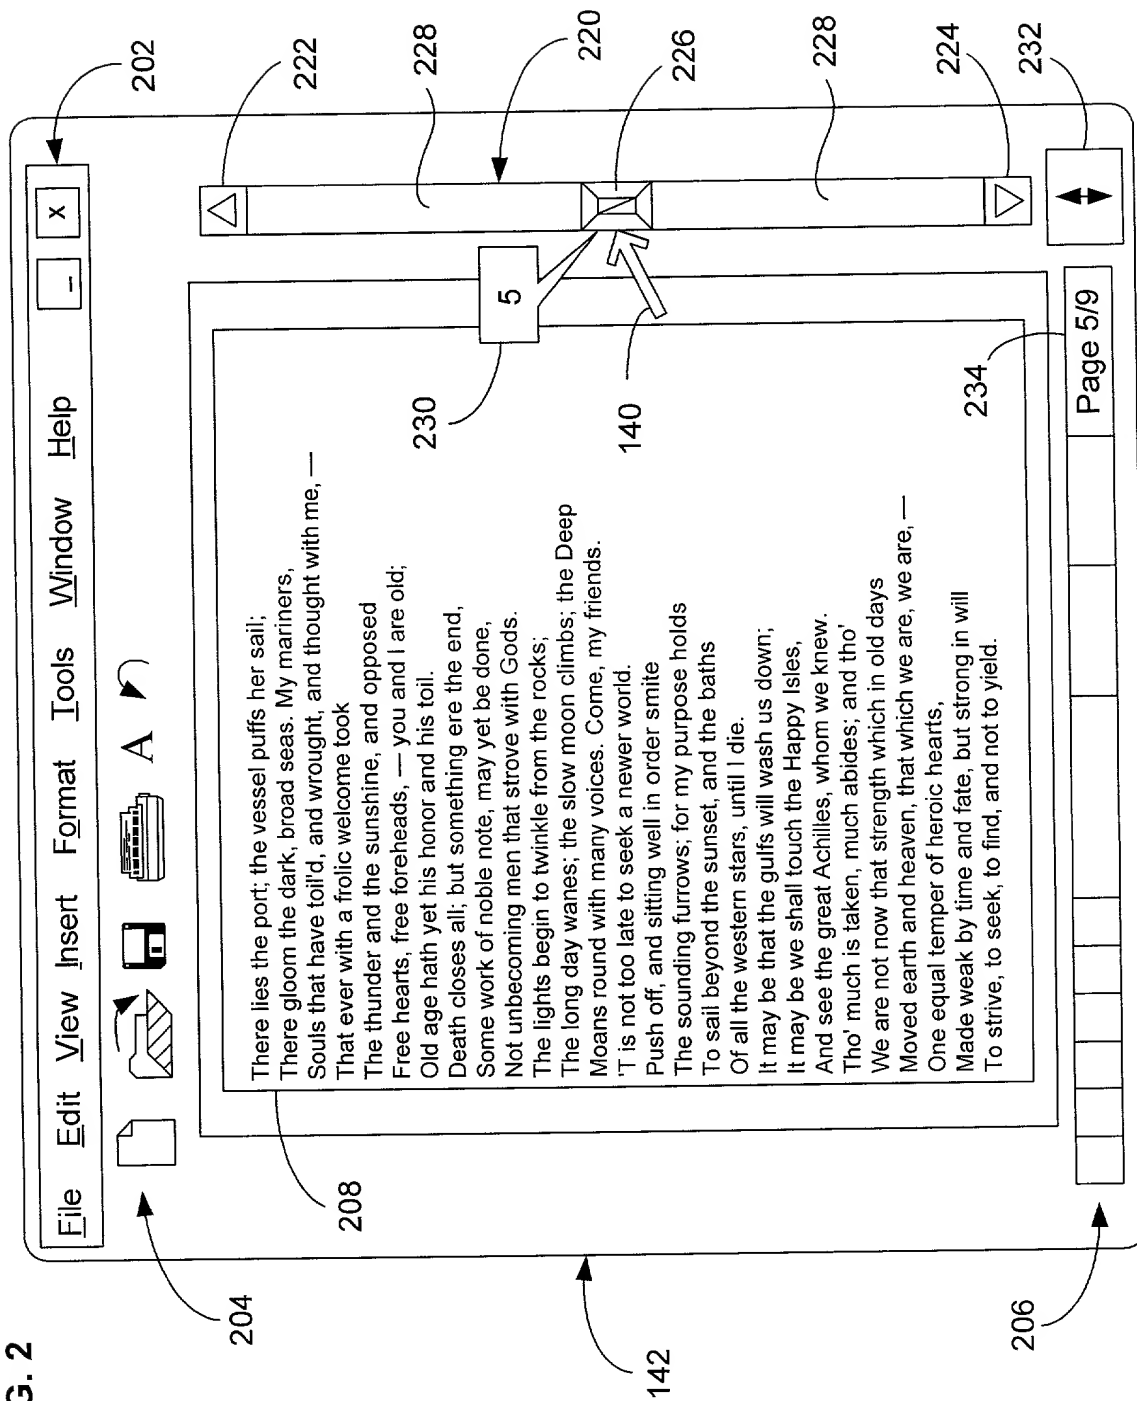 G. 2
202
File Edit View Insert Format Tools Window Help
_ x
204
A
222
228
220
226
228
224
232
5
230
140
There lies the port; the vessel puffs her sail;
There gloom the dark, broad seas. My mariners,
Souls that have toil'd, and wrought, and thought with me, —
That ever with a frolic welcome took
The thunder and the sunshine, and opposed
Free hearts, free foreheads, — you and I are old;
Old age hath yet his honor and his toil.
Death closes all; but something ere the end,
Some work of noble note, may yet be done,
Not unbecoming men that strove with Gods.
The lights begin to twinkle from the rocks;
The long day wanes; the slow moon climbs; the Deep
Moans round with many voices. Come, my friends.
'T is not too late to seek a newer world.
Push off, and sitting well in order smite
The sounding furrows; for my purpose holds
To sail beyond the sunset, and the baths
Of all the western stars, until I die.
It may be that the gulfs will wash us down;
It may be we shall touch the Happy Isles,
And see the great Achilles, whom we knew.
Tho' much is taken, much abides; and tho'
We are not now that strength which in old days
Moved earth and heaven, that which we are, we are, —
One equal temper of heroic hearts,
Made weak by time and fate, but strong in will
To strive, to seek, to find, and not to yield.
208
142
234
Page 5/9
206